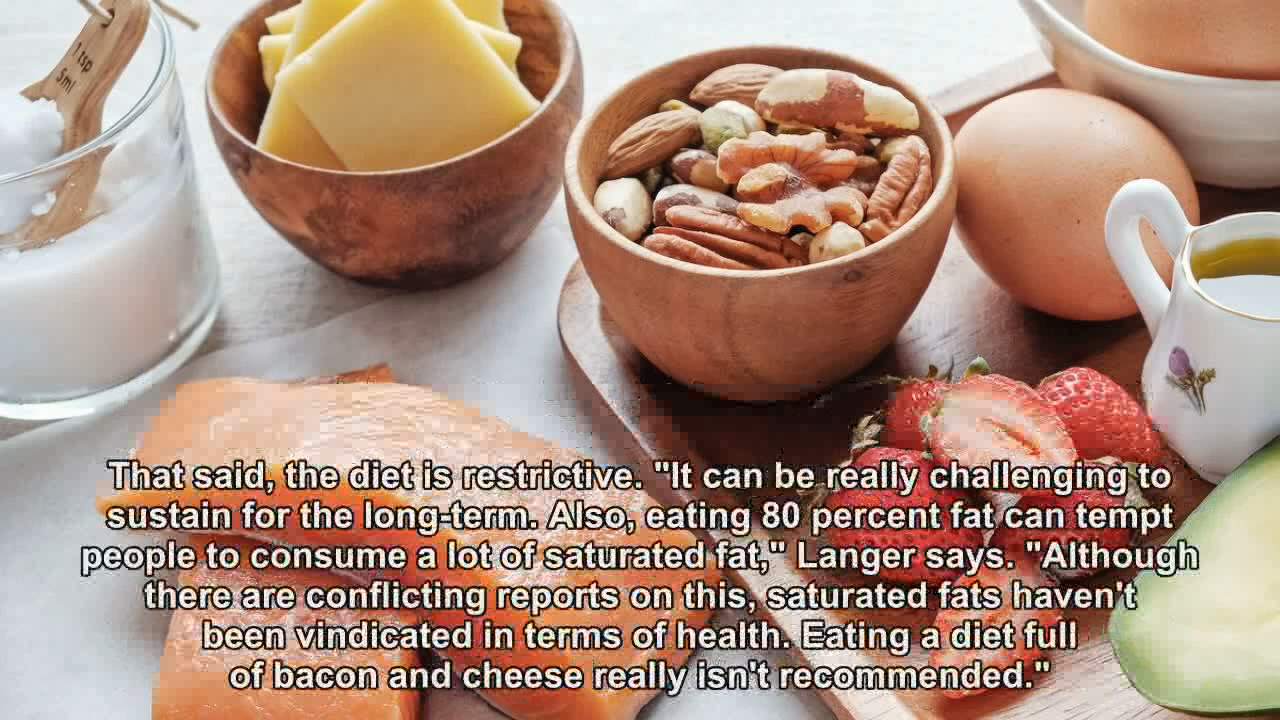 1 tsp
5ml
That said, the diet is restrictive. "It can be really challenging to
sustain for the long-term. Also, eating 80 percent fat can tempt
people to consume a lot of saturated fat," Langer says. "Although
there are conflicting reports on this, saturated fats haven't
been vindicated in terms of health. Eating a diet full
of bacon and cheese really isn't recommended."